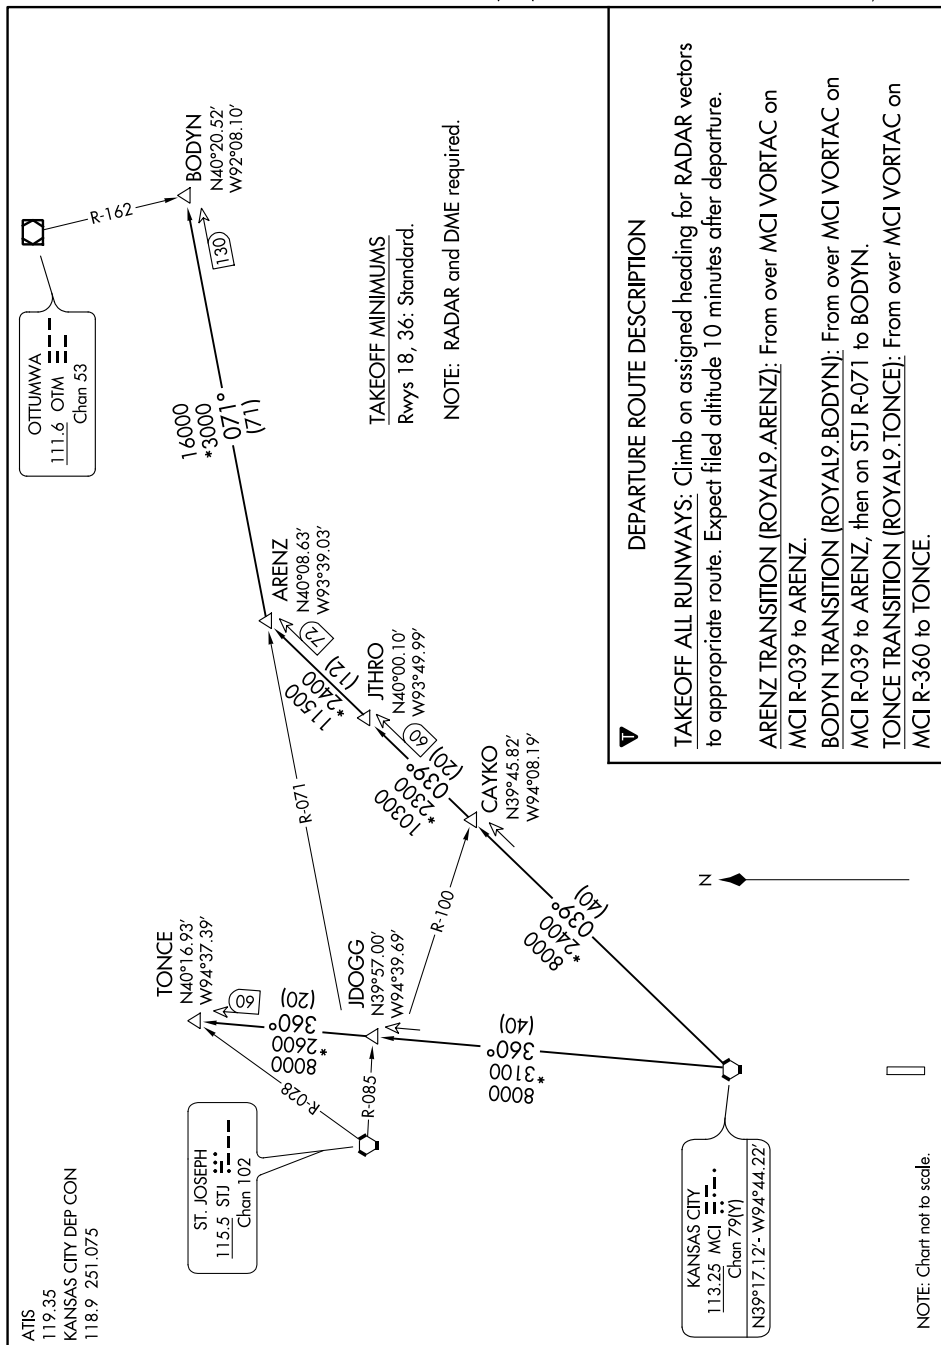 ATIS
119.35
KANSAS CITY DEP CON
118.9 251.075
OTTUMWA
111.6 OTM
Chan 53
R-162
BODYN
N40°20.52'
W92°08.10'
130
16000
*3000
071°
(71)
TAKEOFF MINIMUMS
Rwys 18, 36: Standard.
NOTE: RADAR and DME required.
ARENZ
N40°08.63'
W93°39.03'
72
11500
*2400
(12)
JTHRO
N40°00.10'
W93°49.99'
60
10300
*2300
039°
(20)
CAYKO
N39°45.82'
W94°08.19'
8000
*2400
039°
(40)
R-071
R-100
TONCE
N40°16.93'
W94°37.39'
60
8000
*2600
360°
(20)
JDOGG
N39°57.00'
W94°39.69'
8000
*3100
360°
(40)
R-028
R-085
ST. JOSEPH
115.5 STJ
Chan 102
KANSAS CITY
113.25 MCI
Chan 79(Y)
N39°17.12'- W94°44.22'
N
NOTE: Chart not to scale.
T
DEPARTURE ROUTE DESCRIPTION
TAKEOFF ALL RUNWAYS: Climb on assigned heading for RADAR vectors
to appropriate route. Expect filed altitude 10 minutes after departure.
ARENZ TRANSITION (ROYAL9.ARENZ): From over MCI VORTAC on
MCI R-039 to ARENZ.
BODYN TRANSITION (ROYAL9.BODYN): From over MCI VORTAC on
MCI R-039 to ARENZ, then on STJ R-071 to BODYN.
TONCE TRANSITION (ROYAL9.TONCE): From over MCI VORTAC on
MCI R-360 to TONCE.